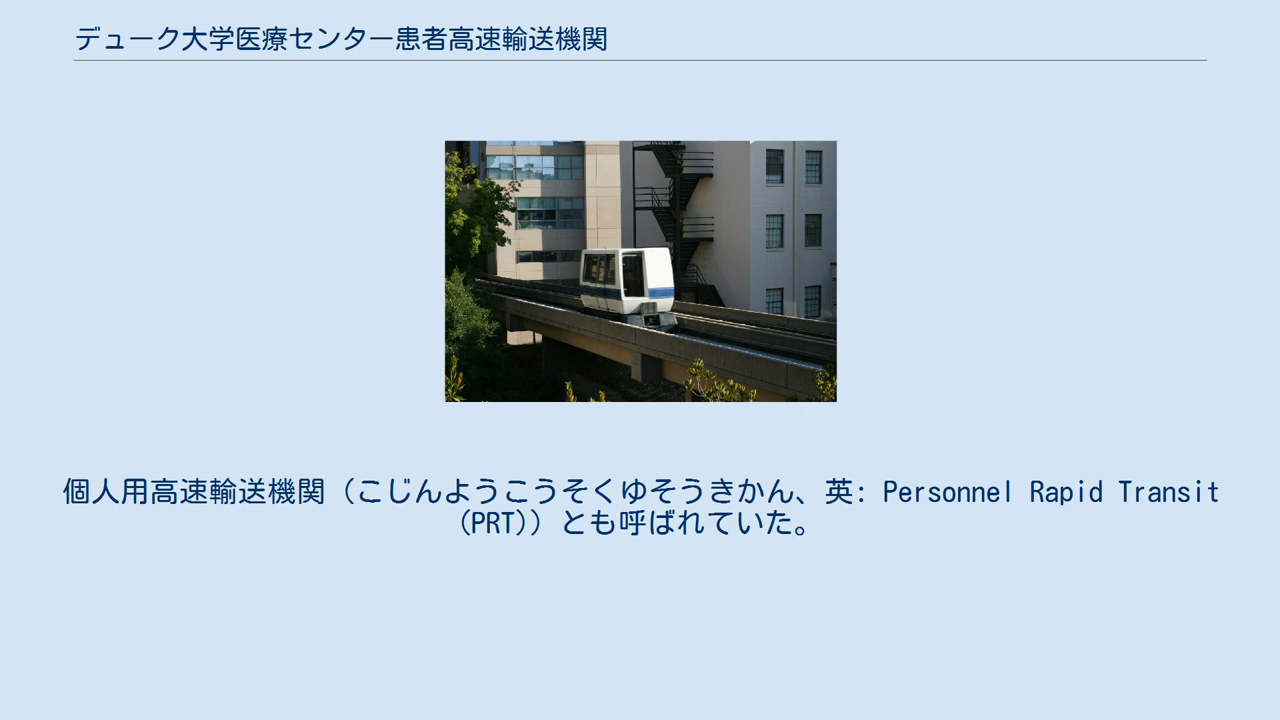 デューク大学医療センター患者高速輸送機関
個人用高速輸送機関（こじんようこうそくゆそうきかん、英: Personnel Rapid Transit
（PRT)）とも呼ばれていた。